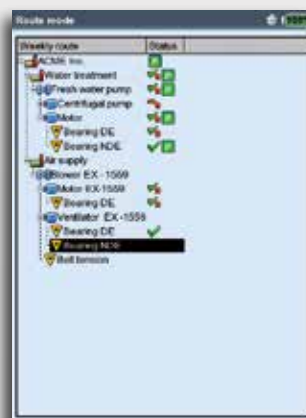 Route mode
Weekly route Status
ACME Inc.
Water treatment
Fresh water pump
Centrifugal pump
Motor
Bearing DE
Bearing NDE
Air supply
Blower EX - 1559
Motor EX-1559
Bearing DE
Ventilator EX -1558
Bearing DE
Bearing NDE
Belt tension